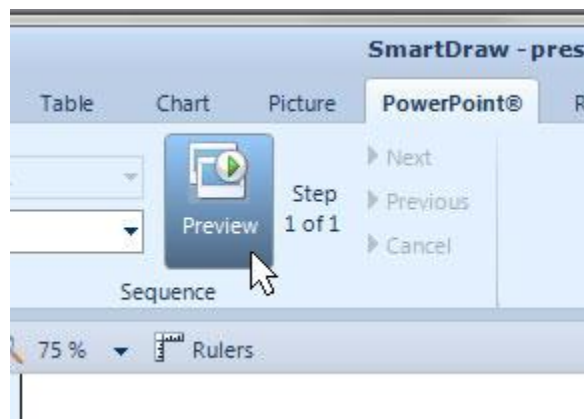 SmartDraw - pres
Table Chart Picture PowerPoint® R
Next
Step
Previous
Preview 1 of 1
Cancel
Sequence
75 % Rulers